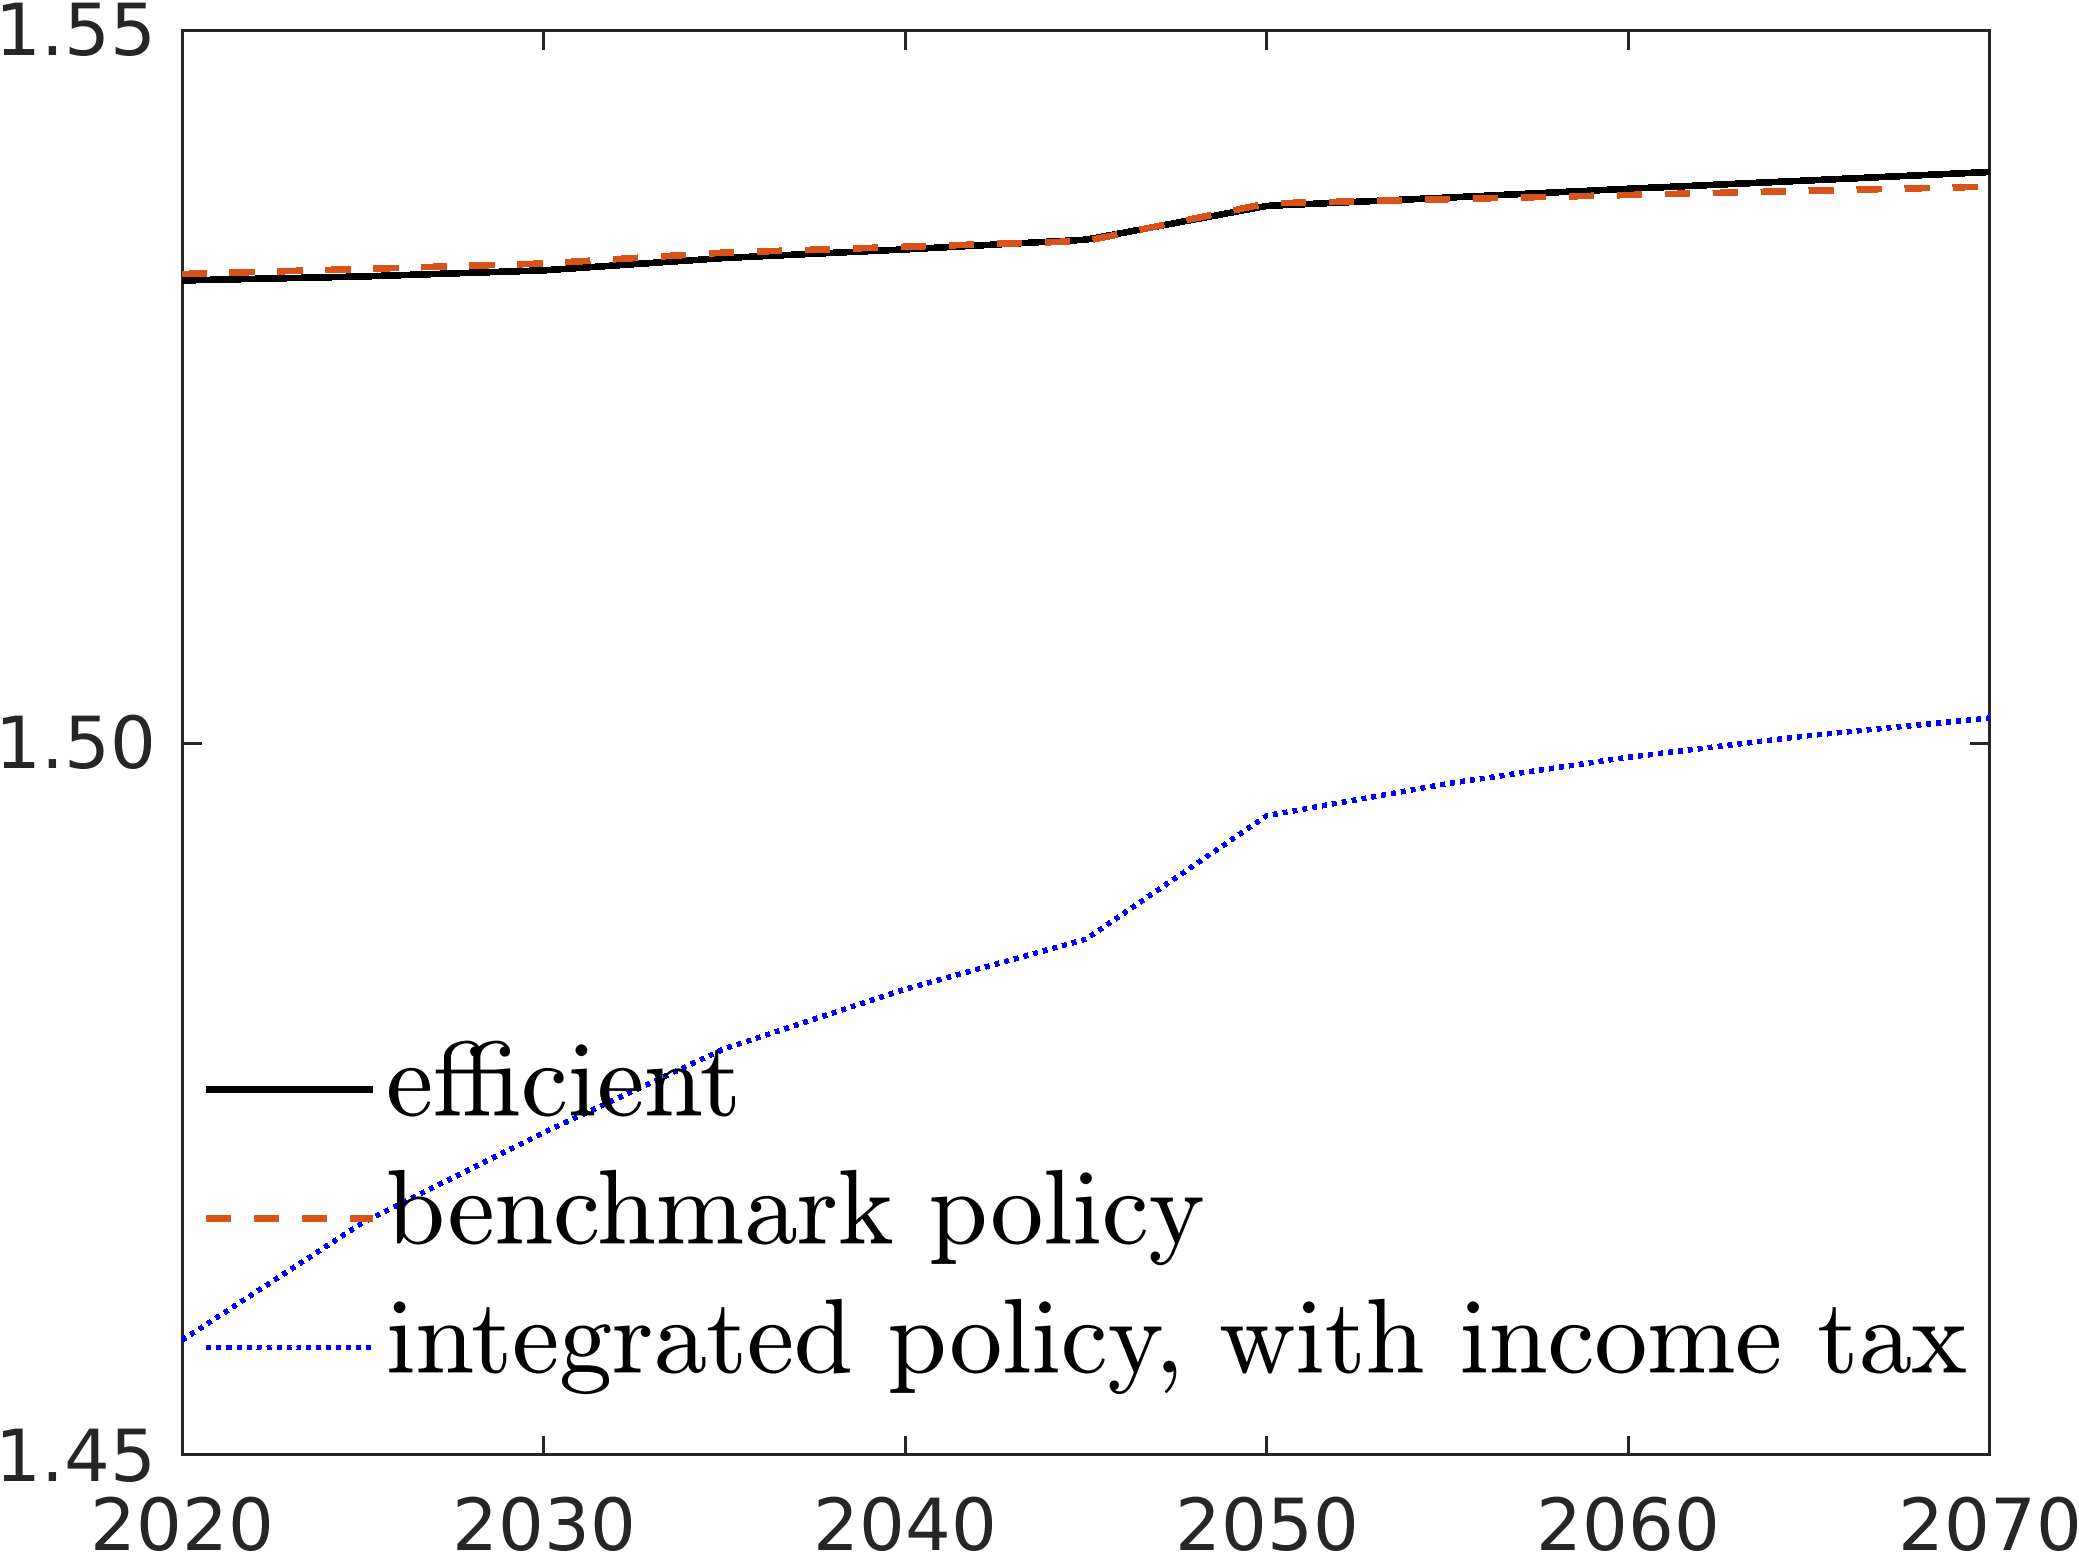 1.55
1.50
1.45
efficient
benchmark policy
integrated policy, with income tax
2020 2030 2040 2050 2060 2070